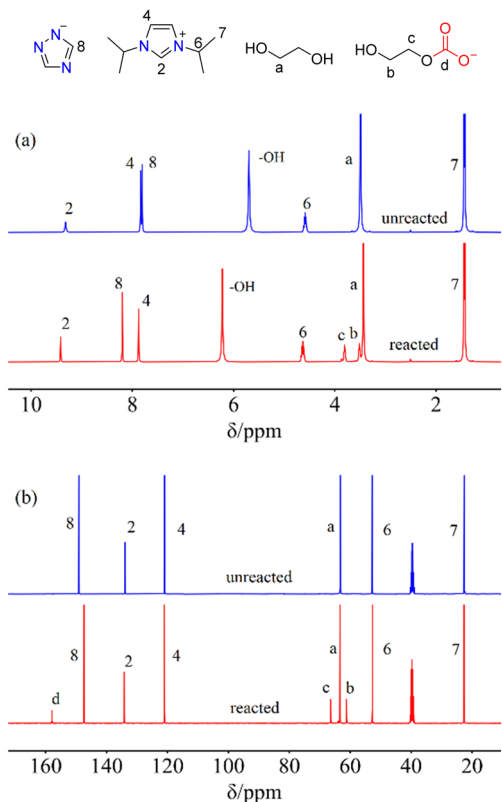 N − N N 8
4 N + N 6 7 2
HO OH a
HO c O O O− b d
(a)
2 4 8 -OH 6 a 7
unreacted
2 8 4 -OH 6 c b a 7
reacted
10 8 6 4 2
δ/ppm
(b)
8 2 4 a 6 7
unreacted
d 8 2 4 c a b 6 7
reacted
160 140 120 100 80 60 40 20
δ/ppm